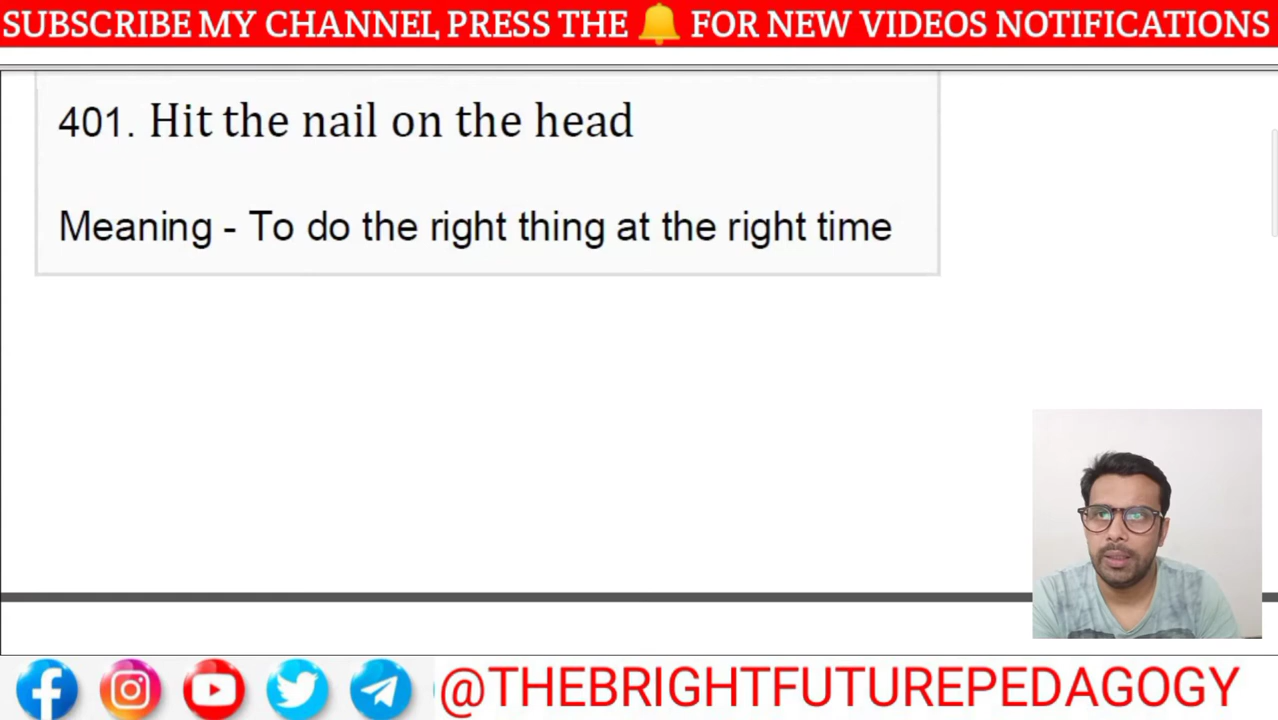 SUBSCRIBE MY CHANNEL PRESS THE 🔔 FOR NEW VIDEOS NOTIFICATIONS
401. Hit the nail on the head
Meaning - To do the right thing at the right time
@THEBRIGHTFUTUREPEDAGOGY